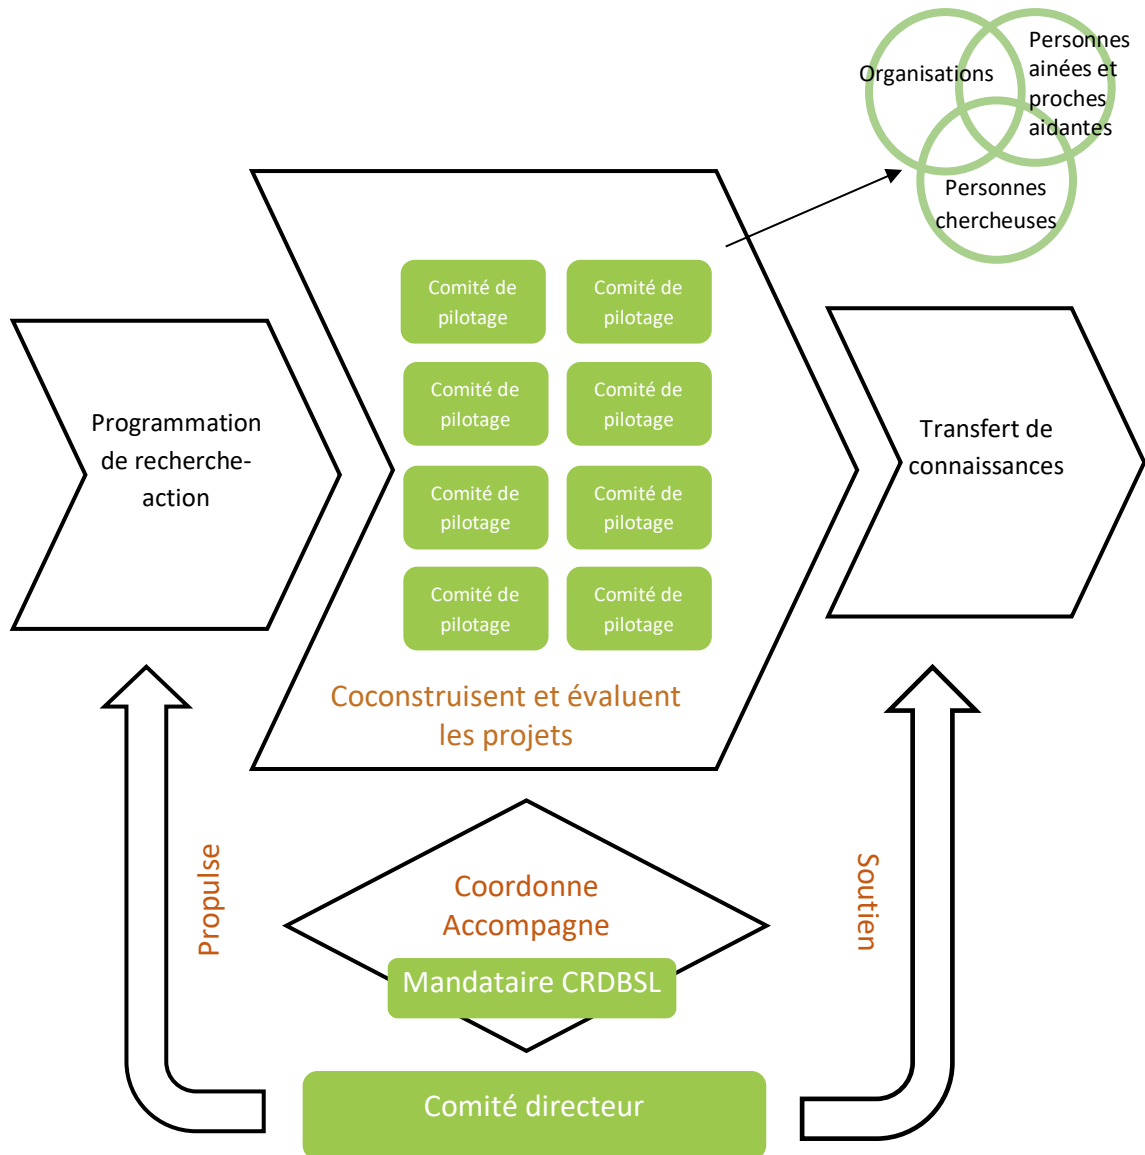 Organisations
Personnes
ainées et
proches
aidantes
Personnes
chercheuses
Programmation
de recherche-
action
Comité de
pilotage
Comité de
pilotage
Comité de
pilotage
Comité de
pilotage
Comité de
pilotage
Comité de
pilotage
Comité de
pilotage
Comité de
pilotage
Coconstruisent et évaluent
les projets
Transfert de
connaissances
Propulse
Coordonne
Accompagne
Mandataire CRDBSL
Soutien
Comité directeur